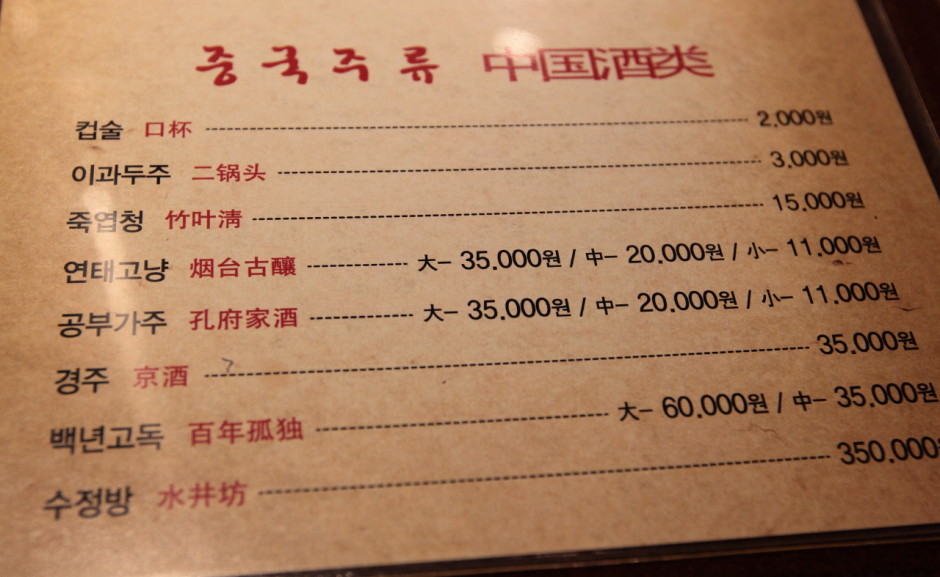 중국주류 中国酒类
컵술 口杯 2,000원
이과두주 二锅头 3,000원
죽엽청 竹叶淸 15,000원
연태고냥 烟台古釀 大- 35,000원 / 中- 20,000원 / 小- 11,000원
공부가주 孔府家酒 大- 35,000원 / 中- 20,000원 / 小- 11,000원
경주 京酒 35,000원
백년고독 百年孤独 大- 60,000원 / 中- 35,000원
수정방 水井坊 350,000원